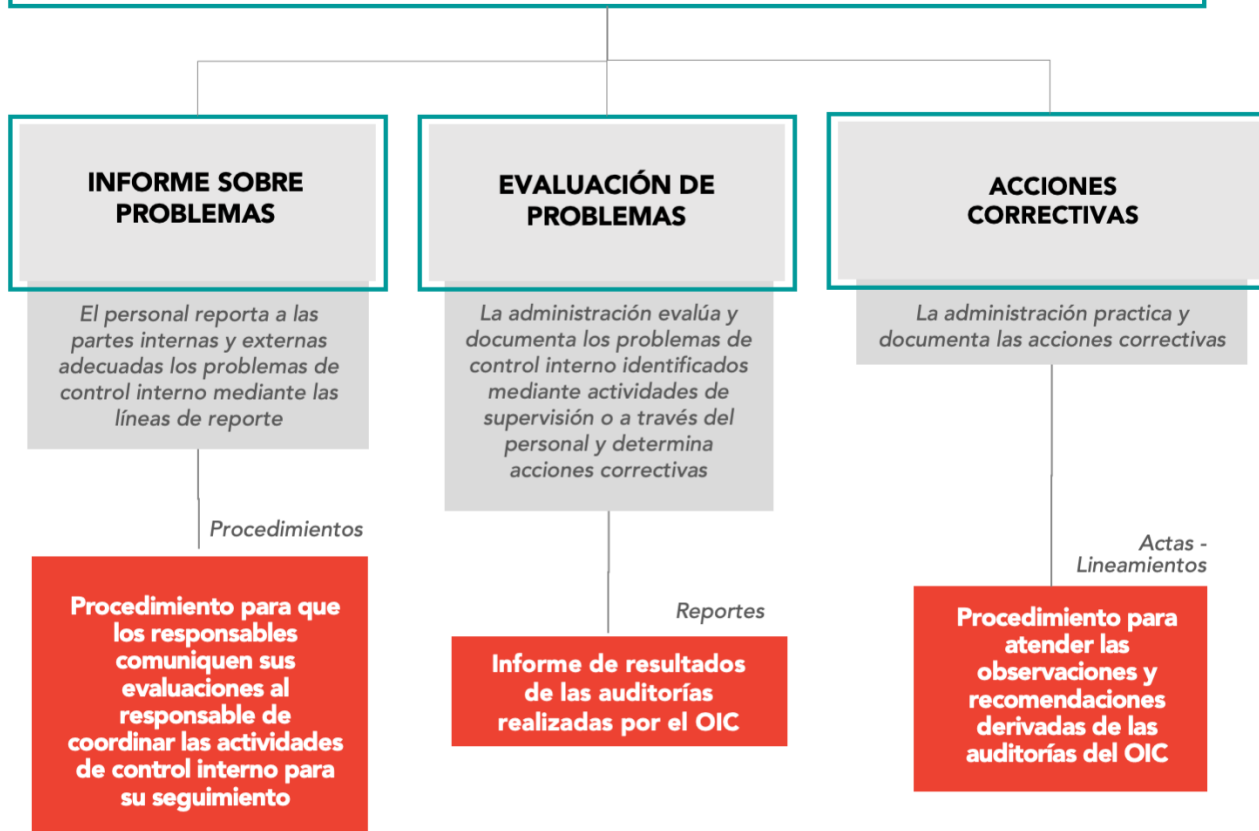 INFORME SOBRE
PROBLEMAS
El personal reporta a las
partes internas y externas
adecuadas los problemas de
control interno mediante las
líneas de reporte
Procedimientos
Procedimiento para que
los responsables
comuniquen sus
evaluaciones al
responsable de
coordinar las actividades
de control interno para
su seguimiento
EVALUACIÓN DE
PROBLEMAS
La administración evalúa y
documenta los problemas de
control interno identificados
mediante actividades de
supervisión o a través del
personal y determina
acciones correctivas
Reportes
Informe de resultados
de las auditorías
realizadas por el OIC
ACCIONES
CORRECTIVAS
La administración practica y
documenta las acciones correctivas
Actas -
Lineamientos
Procedimiento para
atender las
observaciones y
recomendaciones
derivadas de las
auditorías del OIC